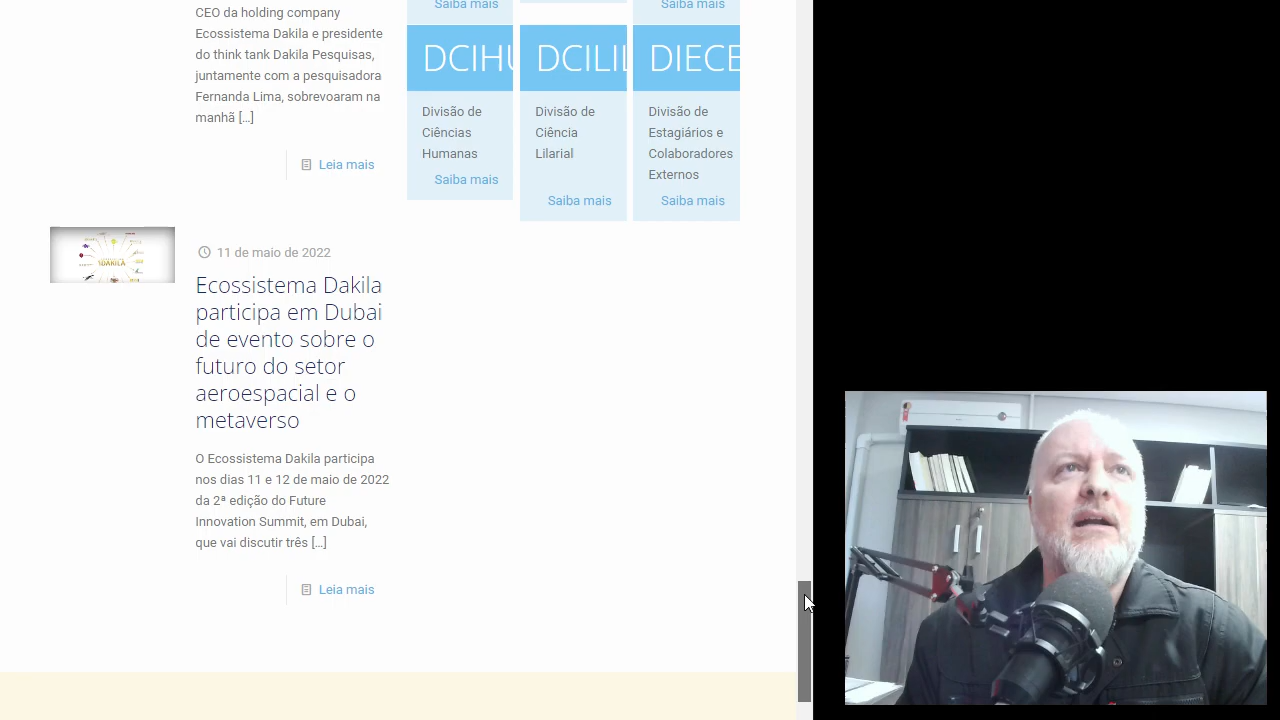 CEO da holding company
Ecossistema Dakila e presidente
do think tank Dakila Pesquisas,
juntamente com a pesquisadora
Fernanda Lima, sobrevoaram na
manhã [...]
Leia mais
Saiba mais
Saiba mais
DCIHU
Divisão de
Ciências
Humanas
Saiba mais
DCILIL
Divisão de
Ciência
Lilarial
Saiba mais
DIECE
Divisão de
Estagiários e
Colaboradores
Externos
Saiba mais
DAKILA
11 de maio de 2022
Ecossistema Dakila
participa em Dubai
de evento sobre o
futuro do setor
aeroespacial e o
metaverso
O Ecossistema Dakila participa
nos dias 11 e 12 de maio de 2022
da 2ª edição do Future
Innovation Summit, em Dubai,
que vai discutir três [...]
Leia mais